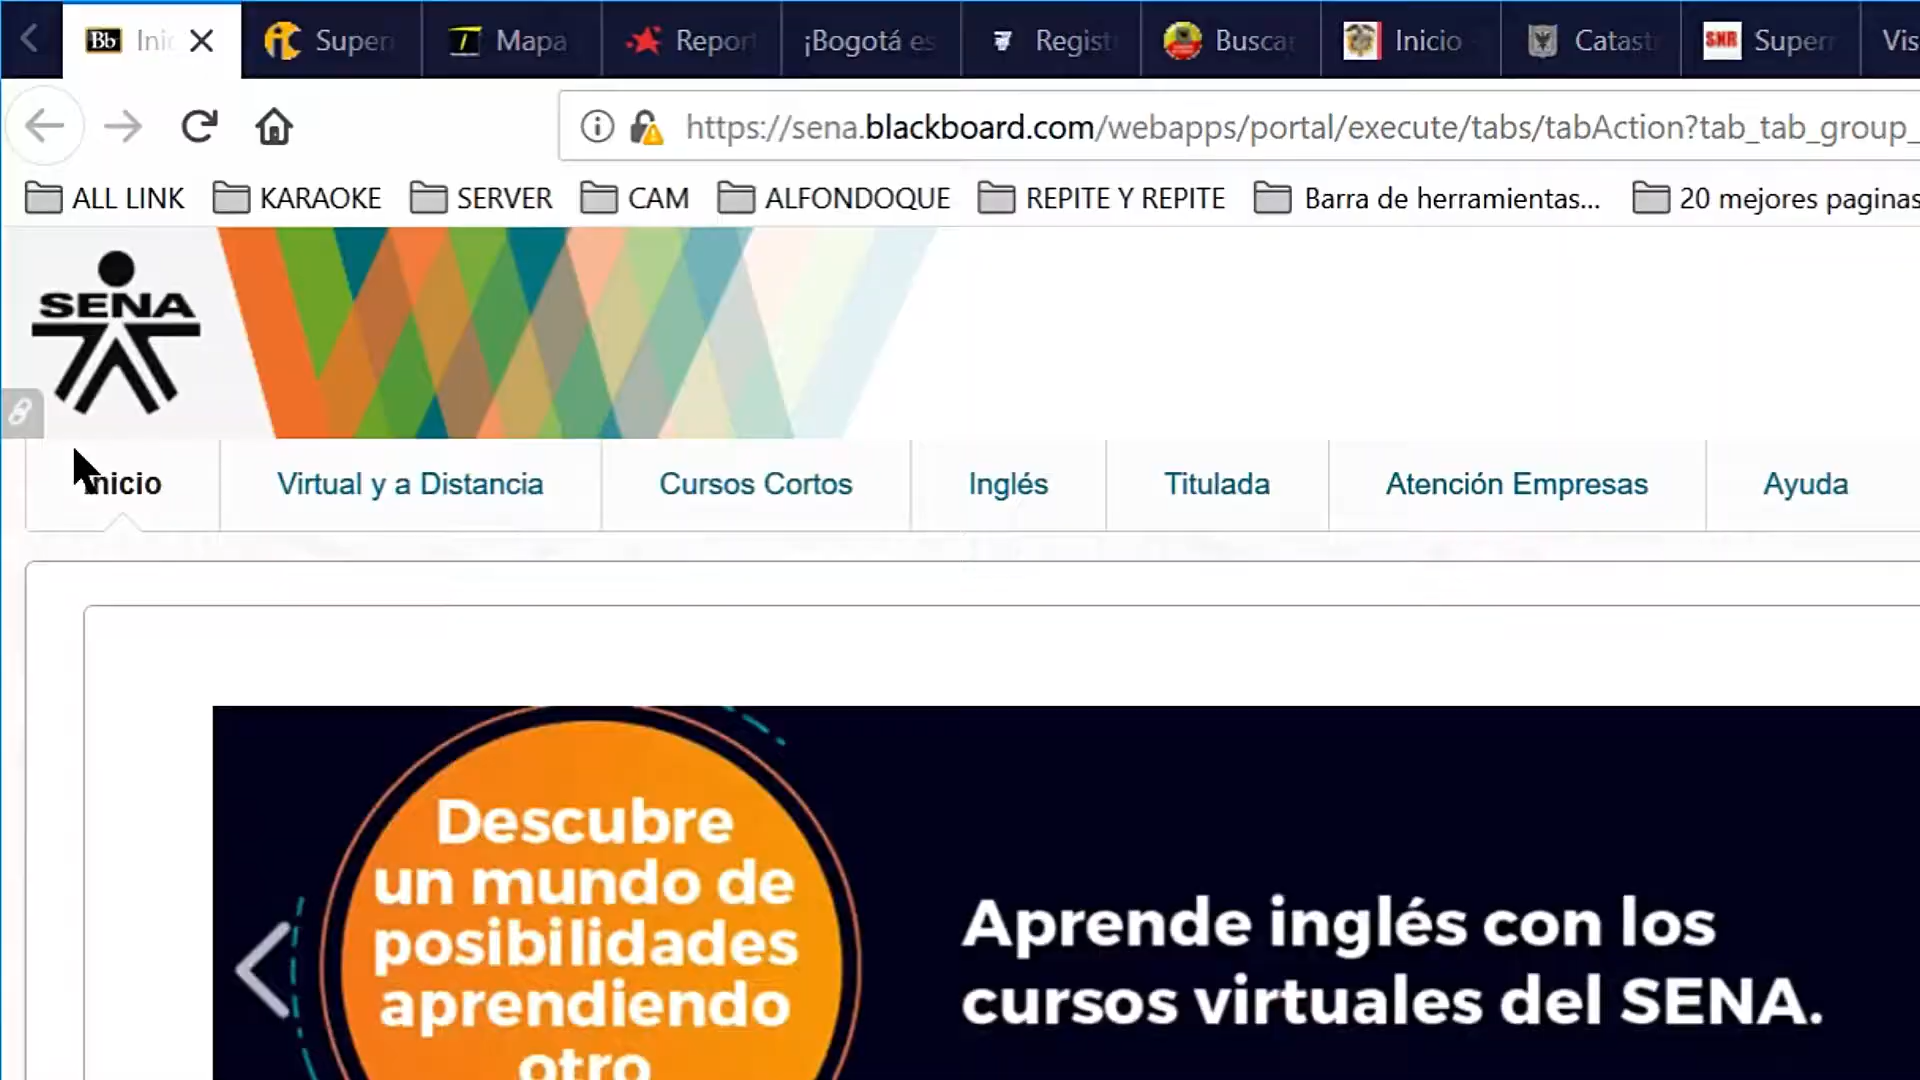 Bb Ini
Super
Mapa
Report
¡Bogotá es
Regist
Buscar
Inicio
Catast
SNR Super
Vis
https://sena.blackboard.com/webapps/portal/execute/tabs/tabAction?tab_tab_group_
ALL LINK KARAOKE SERVER CAM ALFONDOQUE REPITE Y REPITE Barra de herramientas... 20 mejores paginas
SENA
Inicio Virtual y a Distancia Cursos Cortos Inglés Titulada Atención Empresas Ayuda
Descubre
un mundo de
posibilidades
aprendiendo
otro
Aprende inglés con los
cursos virtuales del SENA.